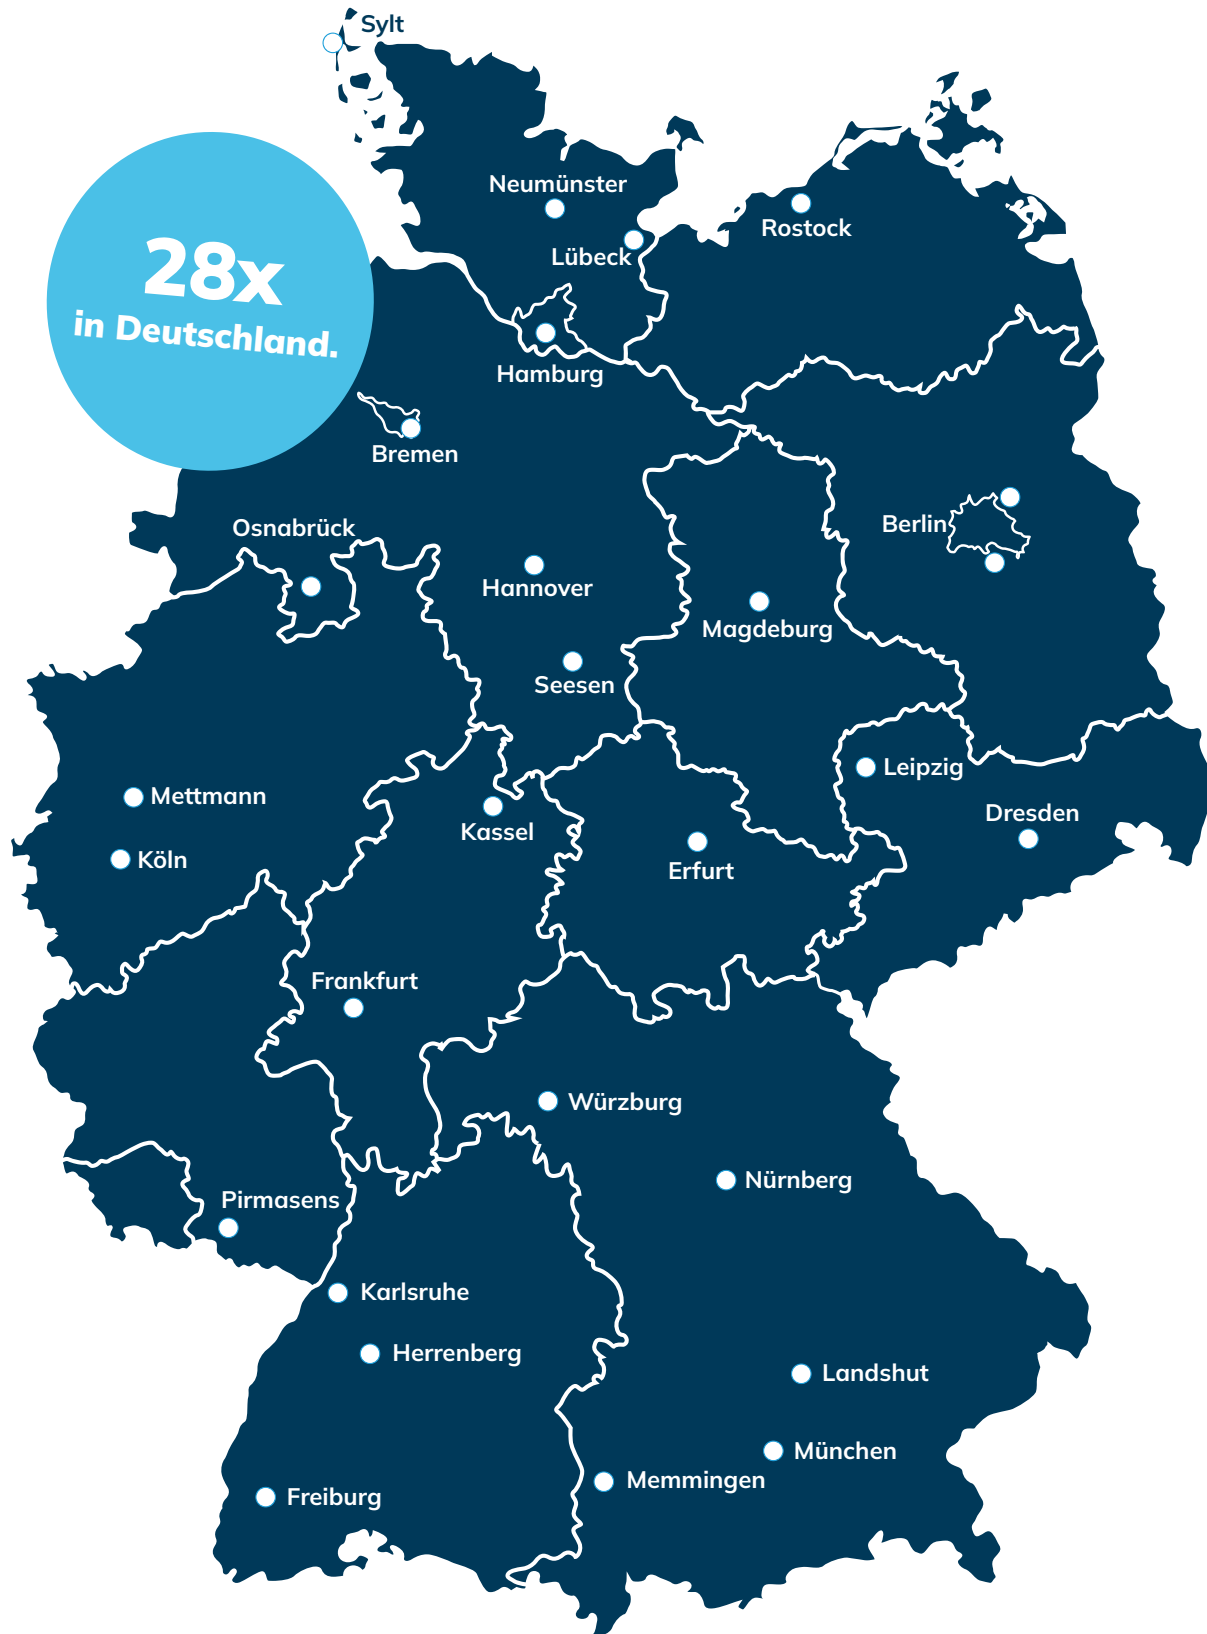 Sylt
Neumünster
Rostock
Lübeck
28x
in Deutschland.
Hamburg
Bremen
Osnabrück
Berlin
Hannover
Magdeburg
Seesen
Leipzig
Mettmann
Dresden
Kassel
Köln
Erfurt
Frankfurt
Würzburg
Nürnberg
Pirmasens
Karlsruhe
Herrenberg
Landshut
München
Memmingen
Freiburg